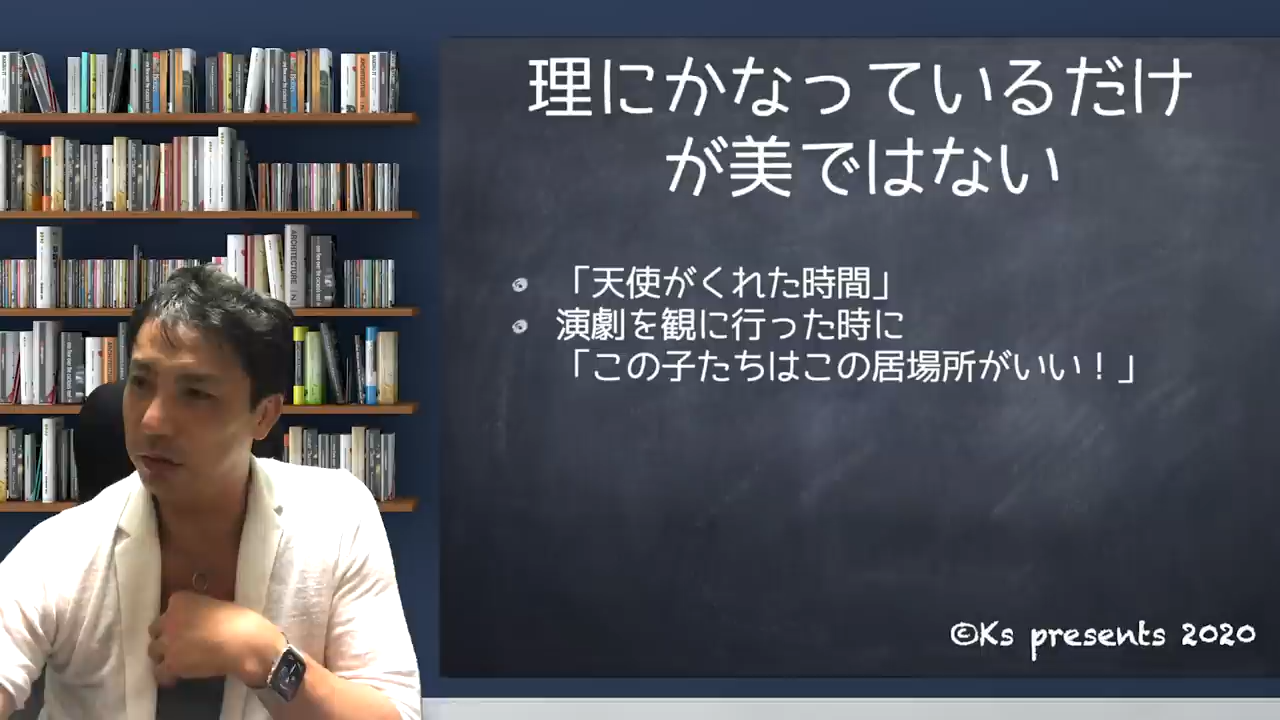 理にかなっているだけ
が美ではない
「天使がくれた時間」
演劇を観に行った時に
「この子たちはこの居場所がいい！」
©Ks presents 2020
ARCHITECTURE